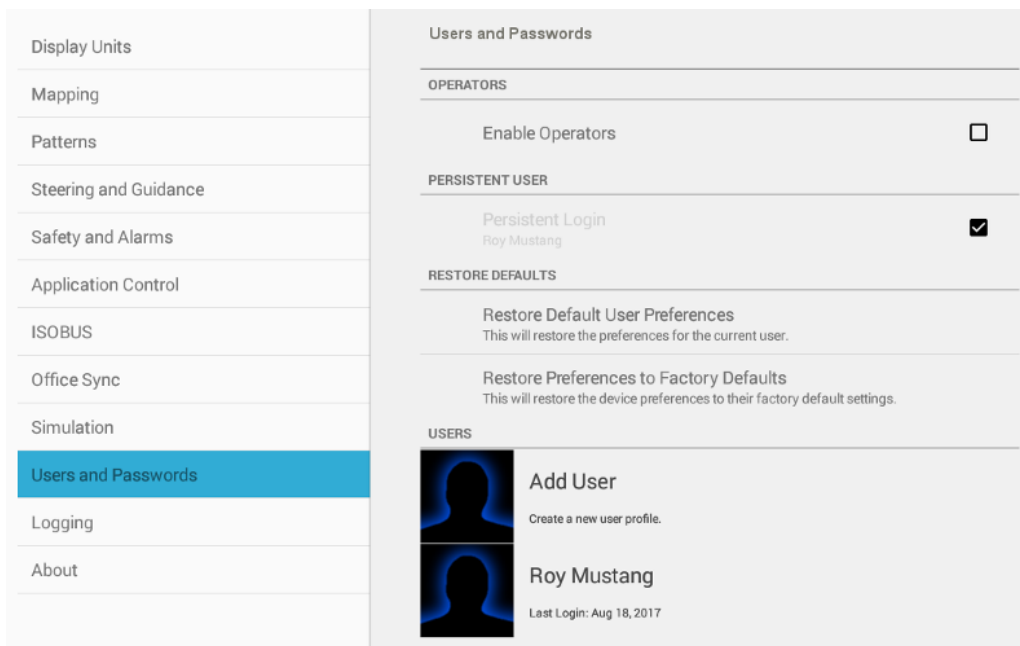 Display Units
Mapping
Patterns
Steering and Guidance
Safety and Alarms
Application Control
ISOBUS
Office Sync
Simulation
Users and Passwords
Logging
About
Users and Passwords
OPERATORS
Enable Operators
PERSISTENT USER
Persistent Login
Roy Mustang
RESTORE DEFAULTS
Restore Default User Preferences
This will restore the preferences for the current user.
Restore Preferences to Factory Defaults
This will restore the device preferences to their factory default settings.
USERS
Add User
Create a new user profile.
Roy Mustang
Last Login: Aug 18, 2017